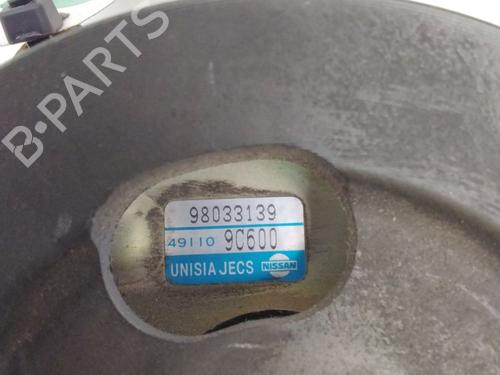 B-PARTS
98033139
49110 9C600
UNISIA JECS NISSAN